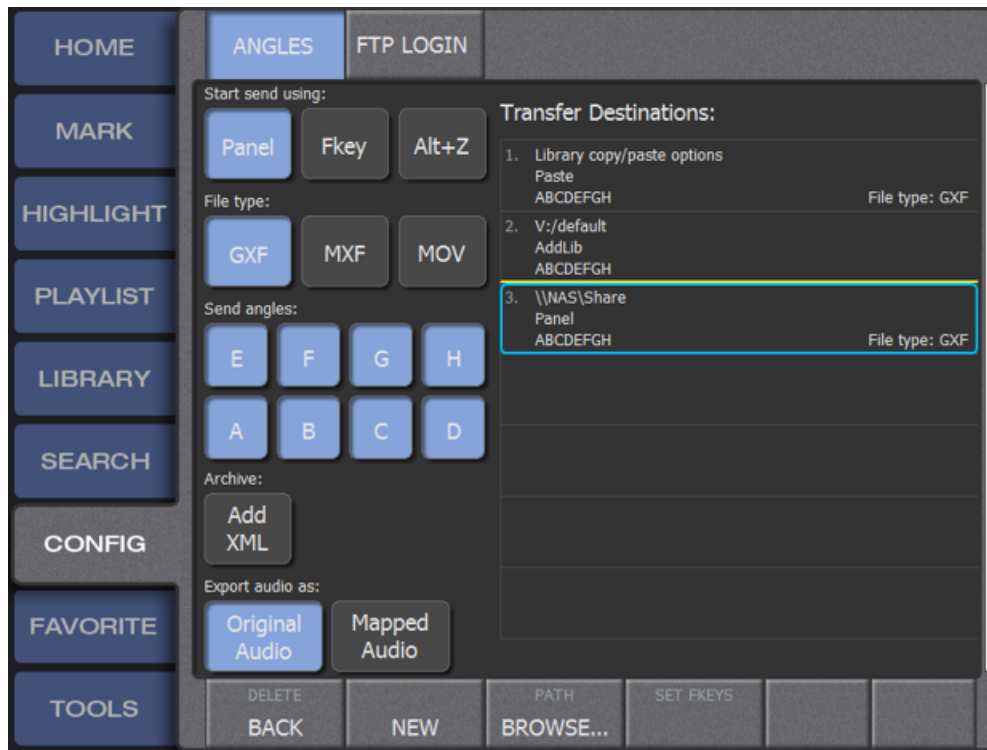 HOME
MARK
HIGHLIGHT
PLAYLIST
LIBRARY
SEARCH
CONFIG
FAVORITE
TOOLS
ANGLES
FTP LOGIN
Start send using:
Panel
Fkey
Alt+Z
File type:
GXF
MXF
MOV
Send angles:
E
F
G
H
A
B
C
D
Archive:
Add
XML
Export audio as:
Original
Audio
Mapped
Audio
Transfer Destinations:
1. Library copy/paste options
Paste
ABCDEFGH File type: GXF
2. V:/default
AddLib
ABCDEFGH
3. \\NAS\Share
Panel
ABCDEFGH File type: GXF
DELETE
BACK
NEW
PATH
BROWSE...
SET FKEYS